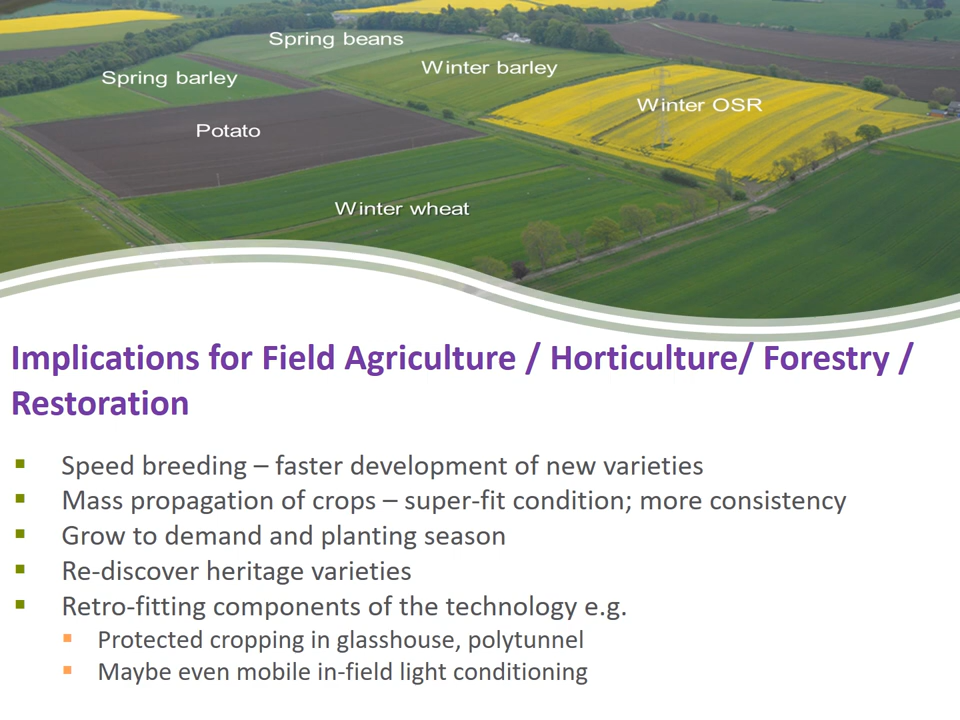 Spring beans
Winter barley
Spring barley
Winter OSR
Potato
Winter wheat
Implications for Field Agriculture / Horticulture/ Forestry /
Restoration
▪ Speed breeding – faster development of new varieties
▪ Mass propagation of crops – super-fit condition; more consistency
▪ Grow to demand and planting season
▪ Re-discover heritage varieties
▪ Retro-fitting components of the technology e.g.
▪ Protected cropping in glasshouse, polytunnel
▪ Maybe even mobile in-field light conditioning